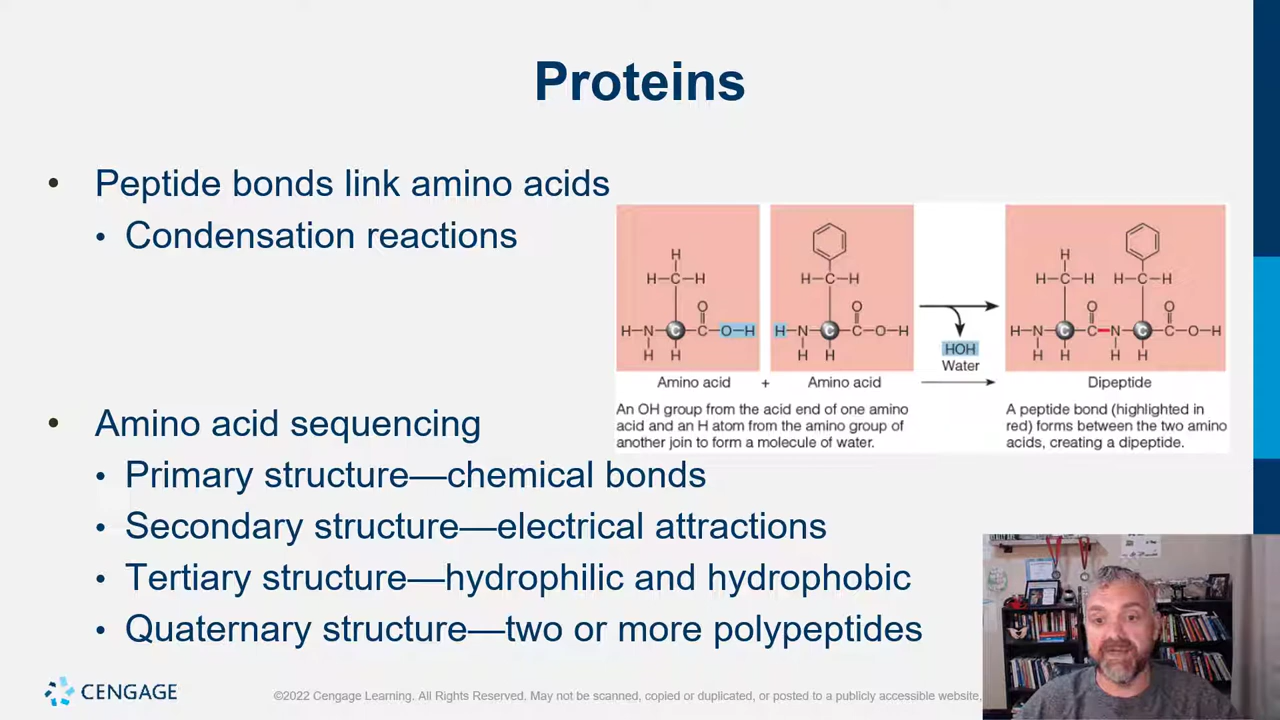 Proteins
• Peptide bonds link amino acids
• Condensation reactions
H
H—C—H
O
H—N—C—C—O—H
H H
H—C—H
O
H—N—C—C—O—H
H H
HOH
Water
H
H—C—H H—C—H
O O
H—N—C—C—N—C—C—O—H
H H H H
Amino acid + Amino acid
Dipeptide
An OH group from the acid end of one amino
acid and an H atom from the amino group of
another join to form a molecule of water.
A peptide bond (highlighted in
red) forms between the two amino
acids, creating a dipeptide.
• Amino acid sequencing
• Primary structure—chemical bonds
• Secondary structure—electrical attractions
• Tertiary structure—hydrophilic and hydrophobic
• Quaternary structure—two or more polypeptides
CENGAGE
©2022 Cengage Learning. All Rights Reserved. May not be scanned, copied or duplicated, or posted to a publicly accessible website,